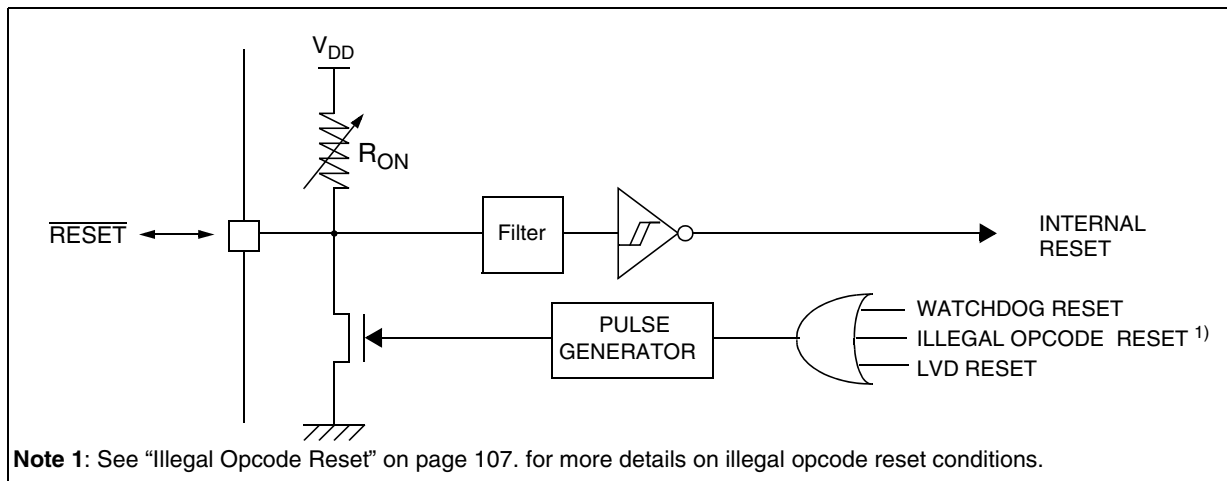 VDD
RON
RESET
Filter
INTERNAL
RESET
PULSE
GENERATOR
WATCHDOG RESET
ILLEGAL OPCODE RESET 1)
LVD RESET
Note 1: See “Illegal Opcode Reset” on page 107. for more details on illegal opcode reset conditions.